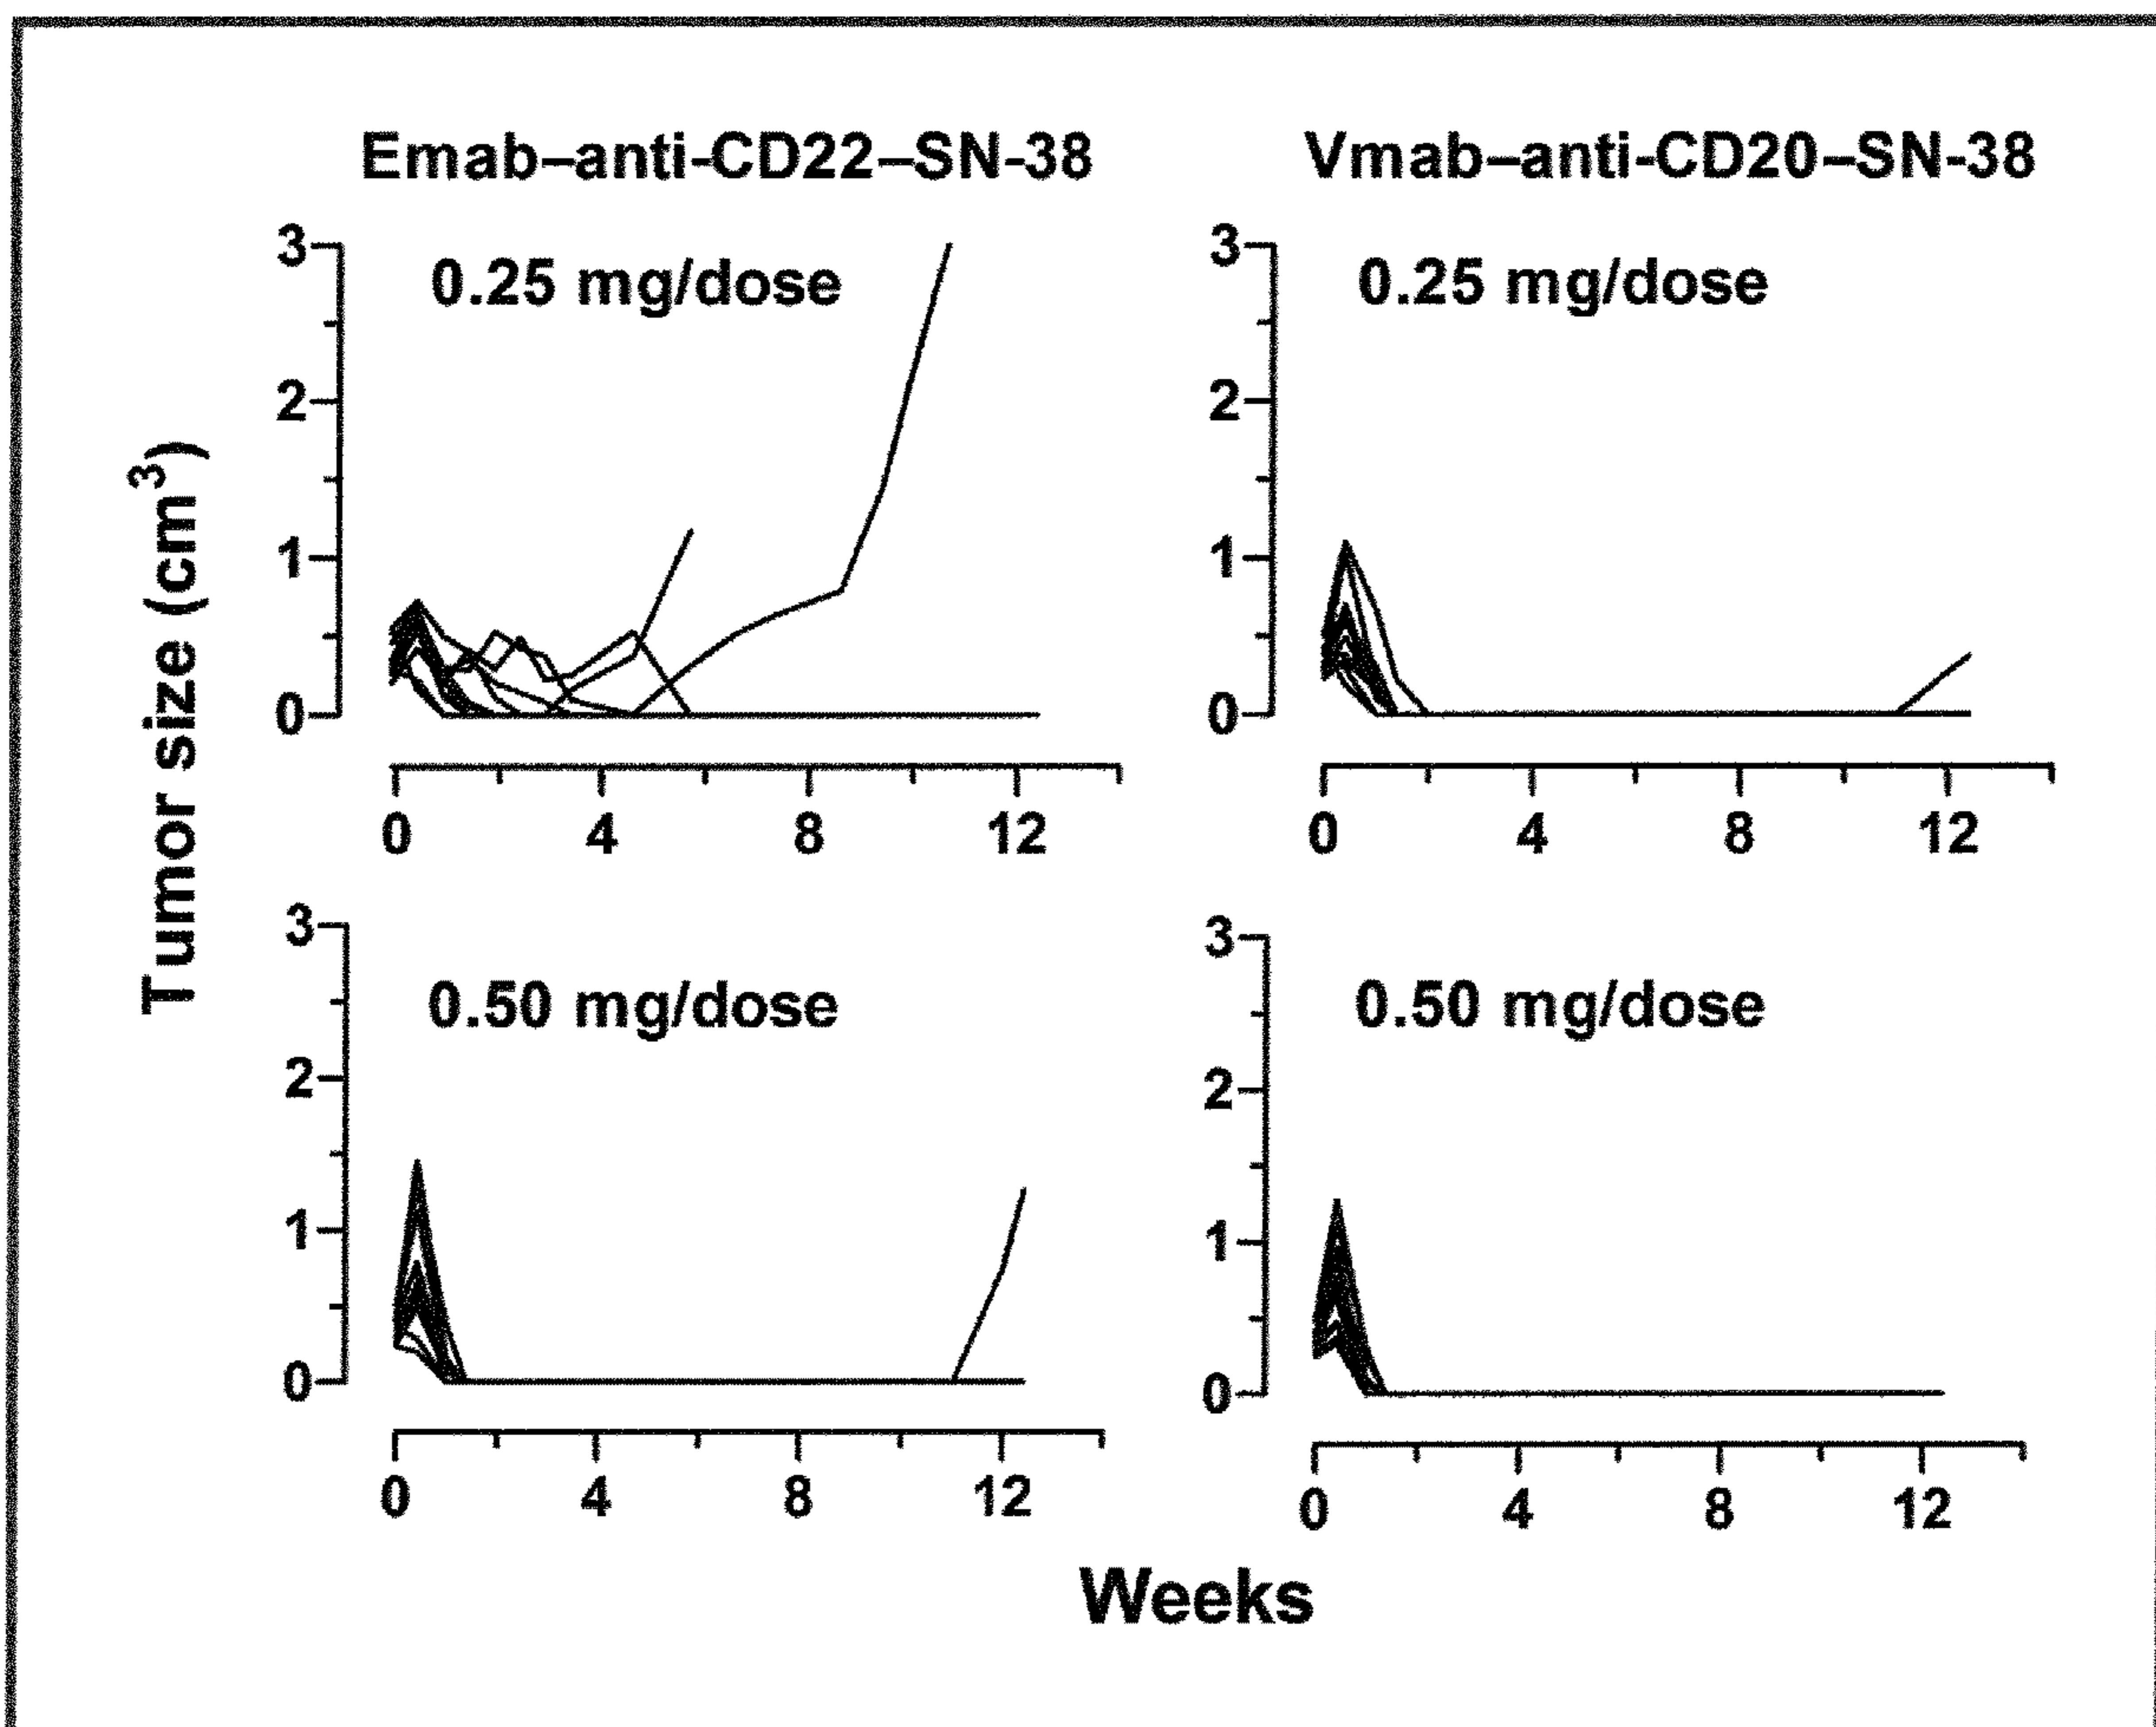 Emab–anti-CD22–SN-38
Vmab–anti-CD20–SN-38
Tumor size (cm³)
3
0.25 mg/dose
2
1
0
0 4 8 12
3
0.25 mg/dose
2
1
0
0 4 8 12
3
0.50 mg/dose
2
1
0
0 4 8 12
3
0.50 mg/dose
2
1
0
0 4 8 12
Weeks